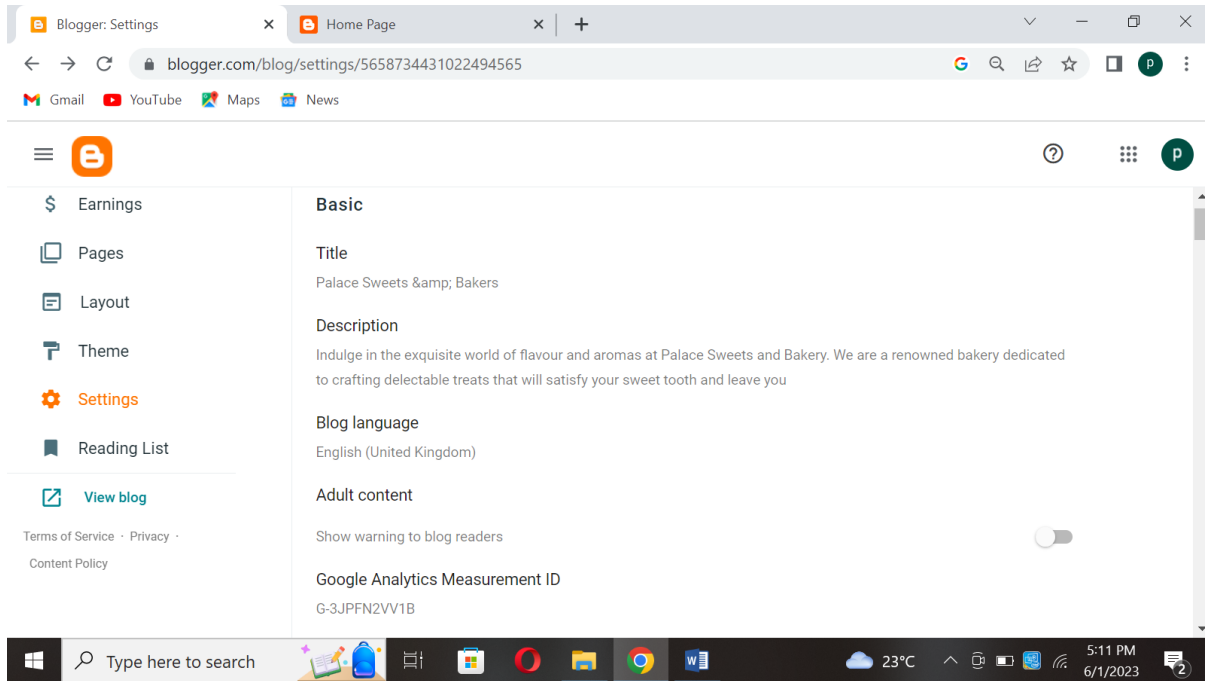 Blogger: Settings
Home Page
blogger.com/blog/settings/5658734431022494565
P
Gmail
YouTube
Maps
News
P
$ Earnings
Pages
Layout
Theme
Settings
Reading List
View blog
Terms of Service · Privacy ·
Content Policy
Basic
Title
Palace Sweets &amp; Bakers
Description
Indulge in the exquisite world of flavour and aromas at Palace Sweets and Bakery. We are a renowned bakery dedicated
to crafting delectable treats that will satisfy your sweet tooth and leave you
Blog language
English (United Kingdom)
Adult content
Show warning to blog readers
Google Analytics Measurement ID
G-3JPFN2VV1B
Type here to search
23°C
5:11 PM
6/1/2023
2